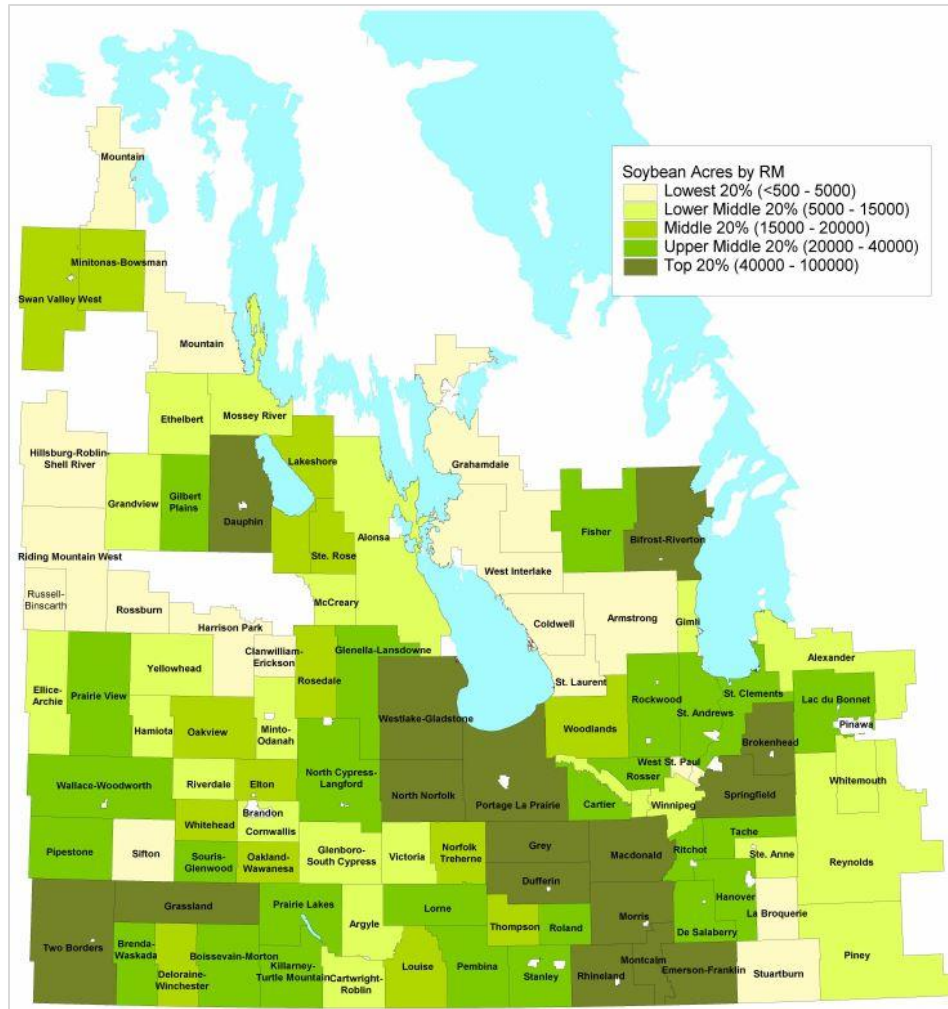 Soybean Acres by RM
Lowest 20% (<500 - 5000)
Lower Middle 20% (5000 - 15000)
Middle 20% (15000 - 20000)
Upper Middle 20% (20000 - 40000)
Top 20% (40000 - 100000)
Mountain
Minitonas-Bowsman
Swan Valley West
Mountain
Ethelbert
Mossey River
Hillsburg-Roblin-
Shell River
Lakeshore
Grahamdale
Grandview
Gilbert
Plains
Dauphin
Alonsa
Fisher
Bifrost-Riverton
Riding Mountain West
Ste. Rose
West Interlake
Russell-
Binscarth
Rossburn
McCreary
Harrison Park
Coldwell
Armstrong
Gimli
Clanwilliam-
Erickson
Glenella-Lansdowne
Alexander
Yellowhead
Rosedale
St. Laurent
Ellice-
Archie
Prairie View
Rockwood
St. Clements
Lac du Bonnet
Westlake-Gladstone
St. Andrews
Pinawa
Hamiota
Oakview
Minto-
Odanah
Woodlands
Brokenhead
West St. Paul
Rosser
Whitemouth
Wallace-Woodworth
Riverdale
Elton
North Cypress-
Langford
North Norfolk
Portage La Prairie
Cartier
Winnipeg
Springfield
Brandon
Whitehead
Cornwallis
Tache
Pipestone
Sifton
Souris-
Glenwood
Oakland-
Wawanesa
Glenboro-
South Cypress
Victoria
Norfolk
Treherne
Grey
Macdonald
Ritchot
Ste. Anne
Reynolds
Dufferin
Hanover
Grassland
Prairie Lakes
Lorne
La Broquerie
Argyle
Thompson
Roland
Morris
De Salaberry
Two Borders
Brenda-
Waskada
Boissevain-Morton
Deloraine-
Winchester
Killarney-
Turtle Mountain
Cartwright-
Roblin
Louise
Pembina
Stanley
Rhineland
Montcalm
Emerson-Franklin
Stuartburn
Piney